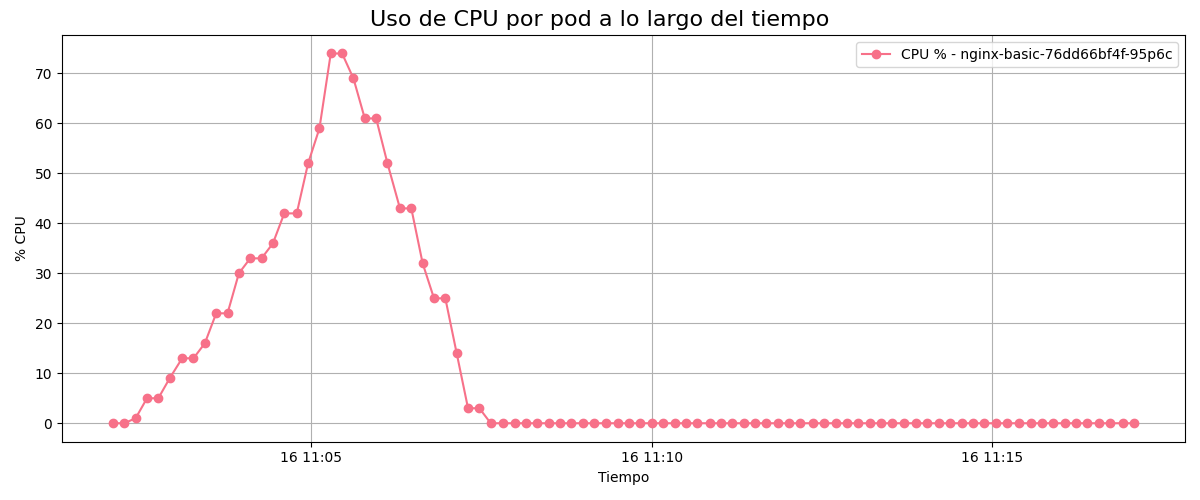 Uso de CPU por pod a lo largo del tiempo
CPU % - nginx-basic-76dd66bf4f-95p6c
% CPU
70
60
50
40
30
20
10
0
16 11:05
16 11:10
16 11:15
Tiempo